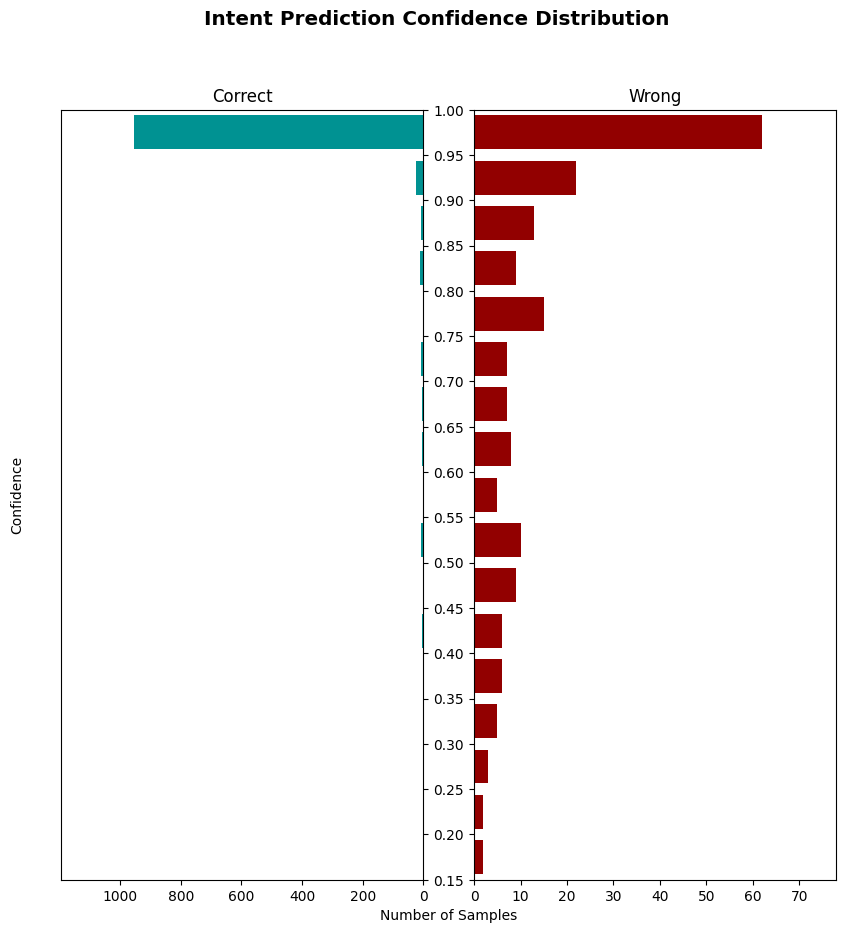 Intent Prediction Confidence Distribution
Correct
Wrong
1.00
0.95
0.90
0.85
0.80
0.75
0.70
0.65
0.60
0.55
0.50
0.45
0.40
0.35
0.30
0.25
0.20
0.15
Confidence
1000 800 600 400 200 0
0 10 20 30 40 50 60 70
Number of Samples